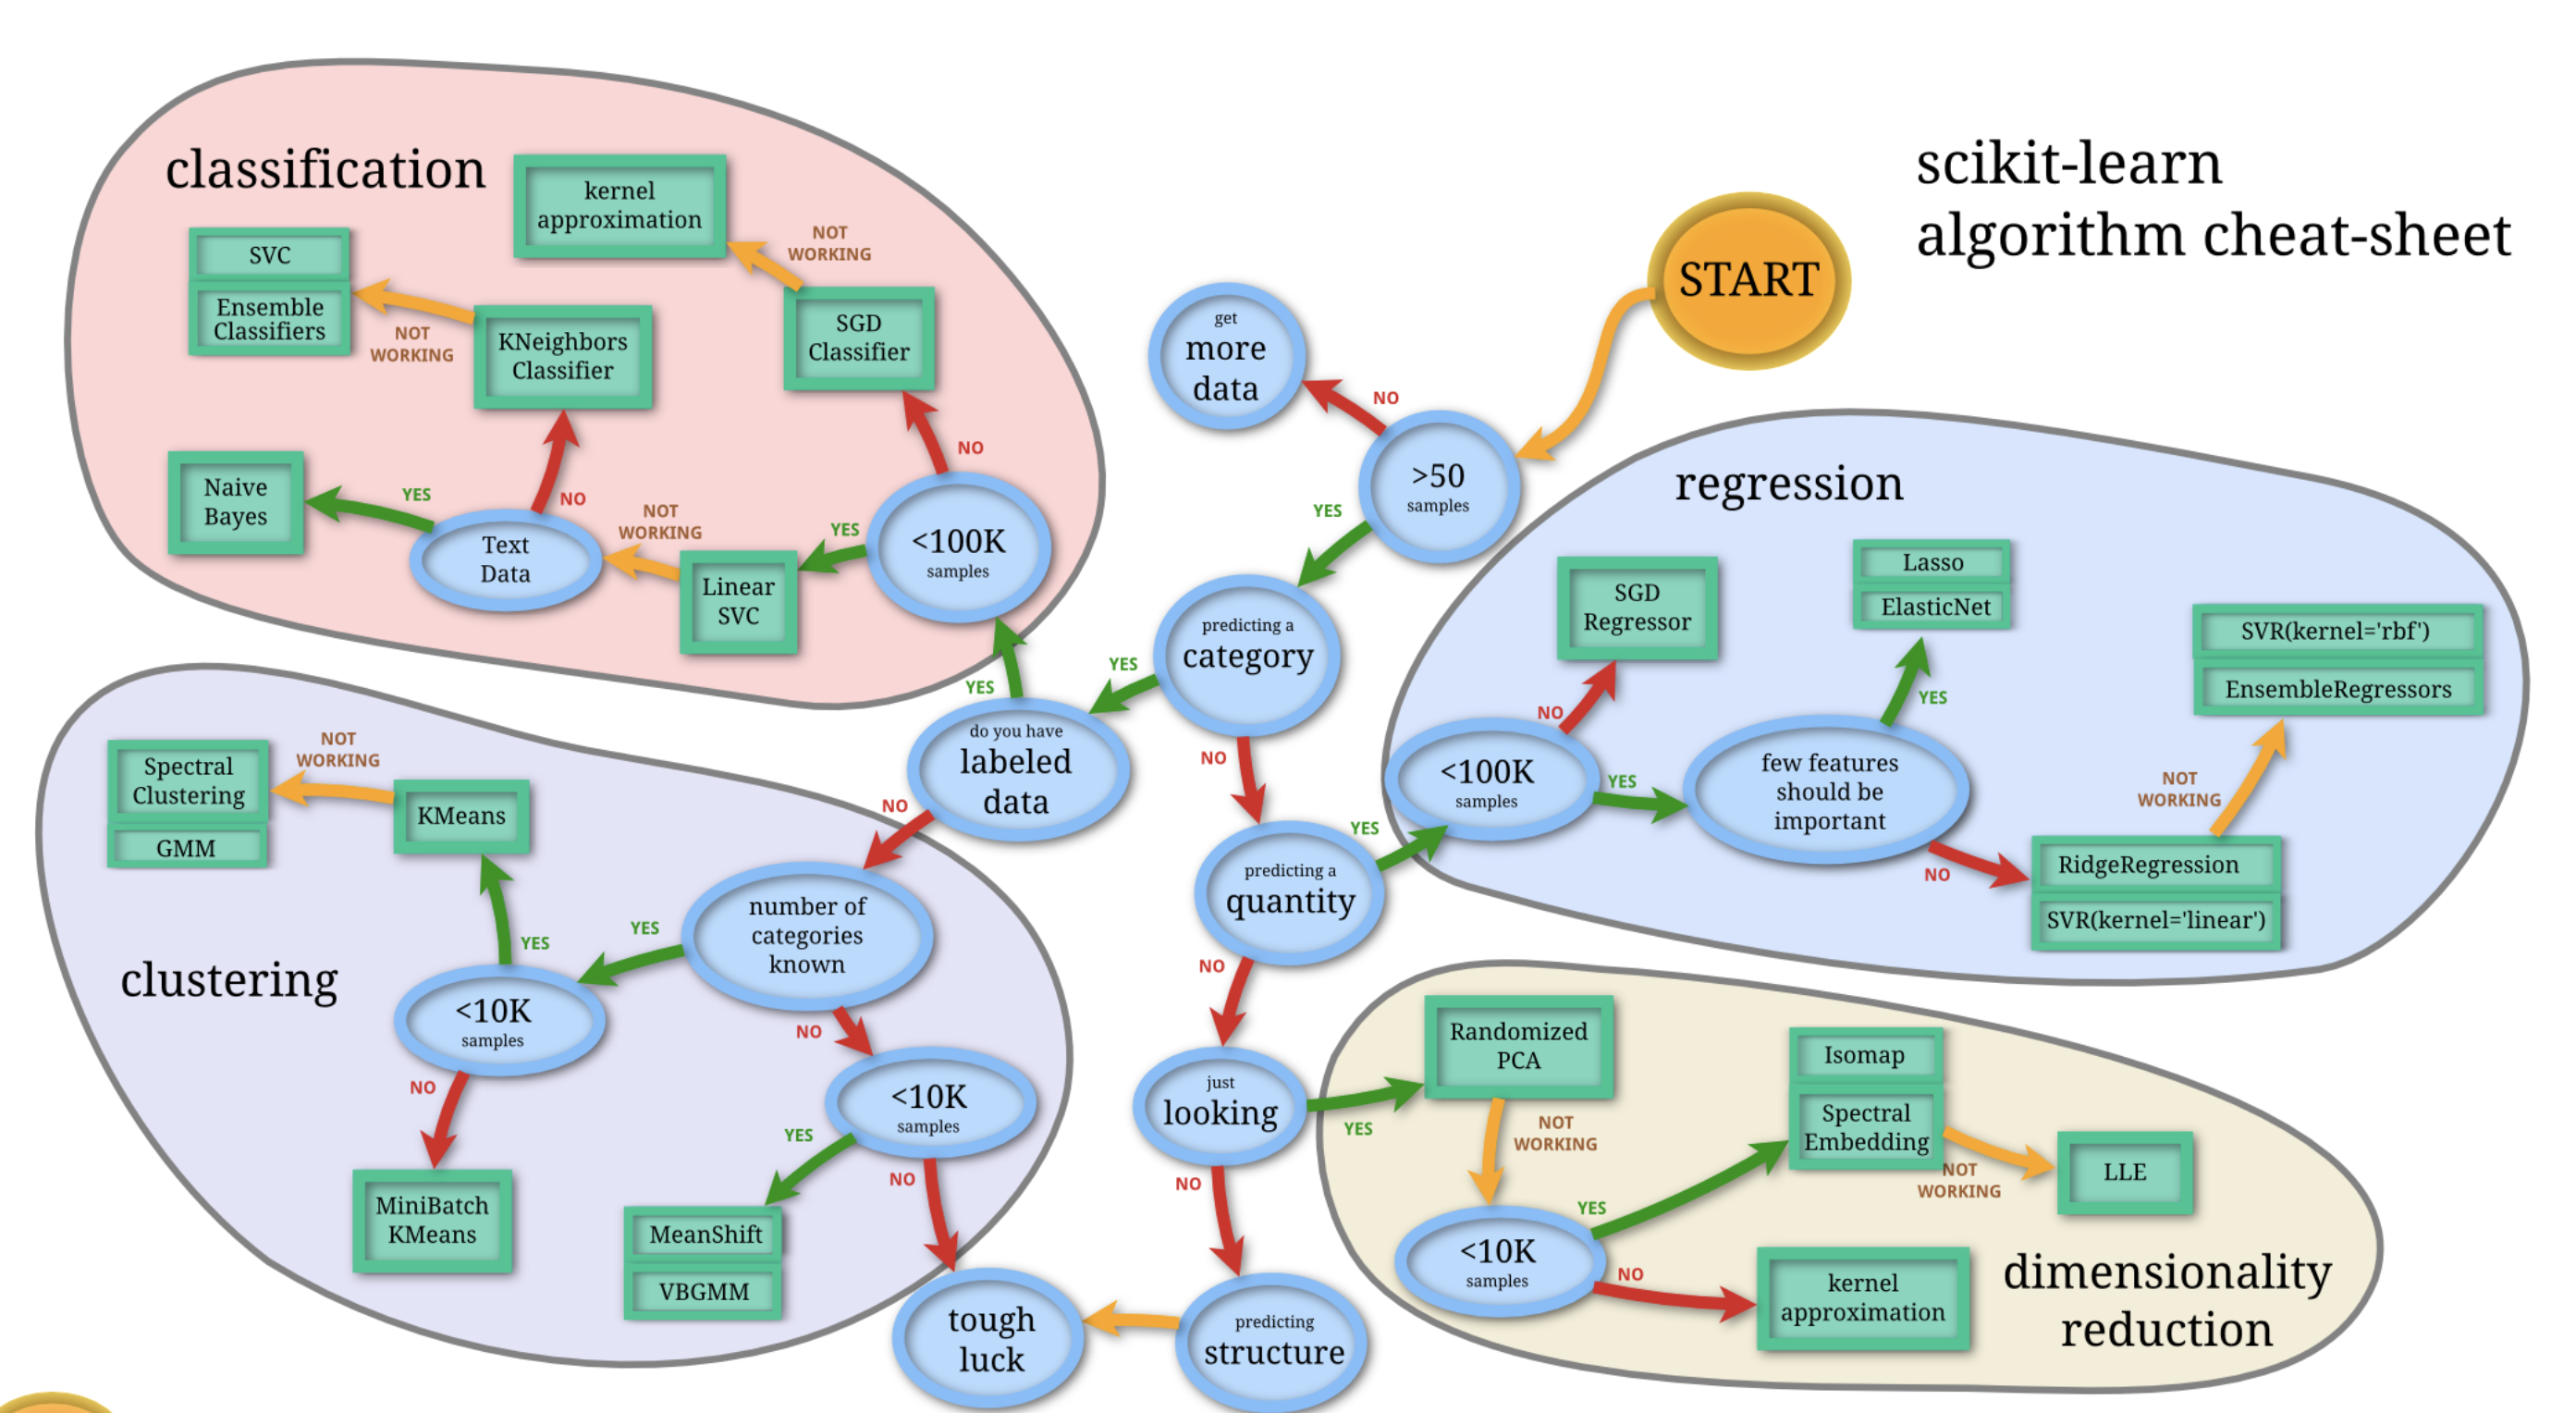 scikit-learn
algorithm cheat-sheet
START
>50
samples
NO
get
more
data
YES
predicting a
category
YES
do you have
labeled
data
YES
NO
NO
classification
<100K
samples
NO
SGD
Classifier
NOT
WORKING
kernel
approximation
YES
Linear
SVC
NOT
WORKING
Text
Data
YES
Naive
Bayes
NO
KNeighbors
Classifier
NOT
WORKING
SVC
Ensemble
Classifiers
clustering
number of
categories
known
YES
<10K
samples
YES
KMeans
NOT
WORKING
Spectral
Clustering
GMM
NO
MiniBatch
KMeans
NO
<10K
samples
YES
MeanShift
VBGMM
NO
tough
luck
predicting a
quantity
YES
NO
regression
<100K
samples
NO
SGD
Regressor
YES
few features
should be
important
YES
Lasso
ElasticNet
NO
RidgeRegression
SVR(kernel='linear')
NOT
WORKING
SVR(kernel='rbf')
EnsembleRegressors
just
looking
YES
NO
predicting
structure
dimensionality
reduction
Randomized
PCA
NOT
WORKING
<10K
samples
YES
Isomap
Spectral
Embedding
NOT
WORKING
LLE
NO
kernel
approximation